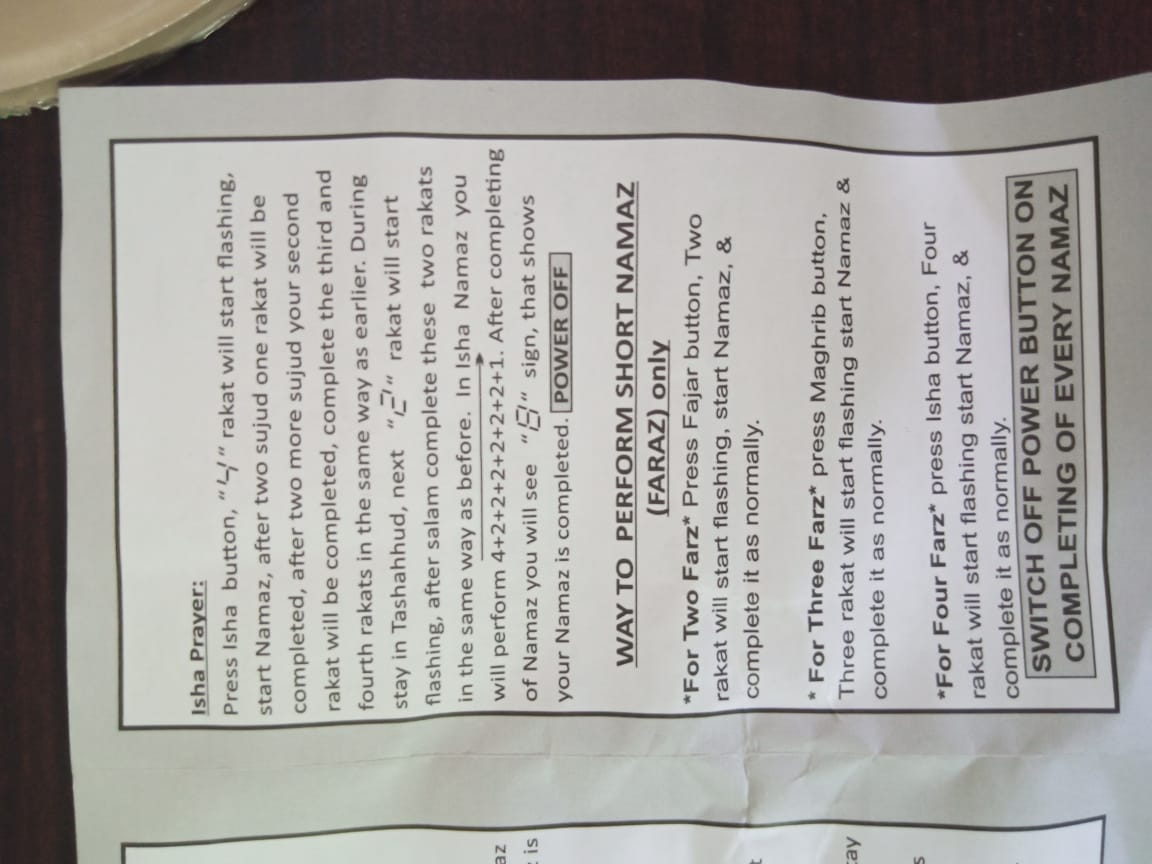 Isha Prayer:
Press Isha button, "4" rakat will start flashing,
start Namaz, after two sujud one rakat will be
completed, after two more sujud your second
rakat will be completed, complete the third and
fourth rakats in the same way as earlier. During
stay in Tashahhud, next "2" rakat will start
flashing, after salam complete these two rakats
in the same way as before. In Isha Namaz you
will perform 4+2+2+2+2+2+2+1. After completing
of Namaz you will see "8" sign, that shows
your Namaz is completed. POWER OFF
WAY TO PERFORM SHORT NAMAZ
(FARAZ) only
*For Two Farz* Press Fajar button, Two
rakat will start flashing, start Namaz, &
complete it as normally.
* For Three Farz* press Maghrib button,
Three rakat will start flashing start Namaz &
complete it as normally.
*For Four Farz* press Isha button, Four
rakat will start flashing start Namaz, &
complete it as normally.
SWITCH OFF POWER BUTTON ON
COMPLETING OF EVERY NAMAZ